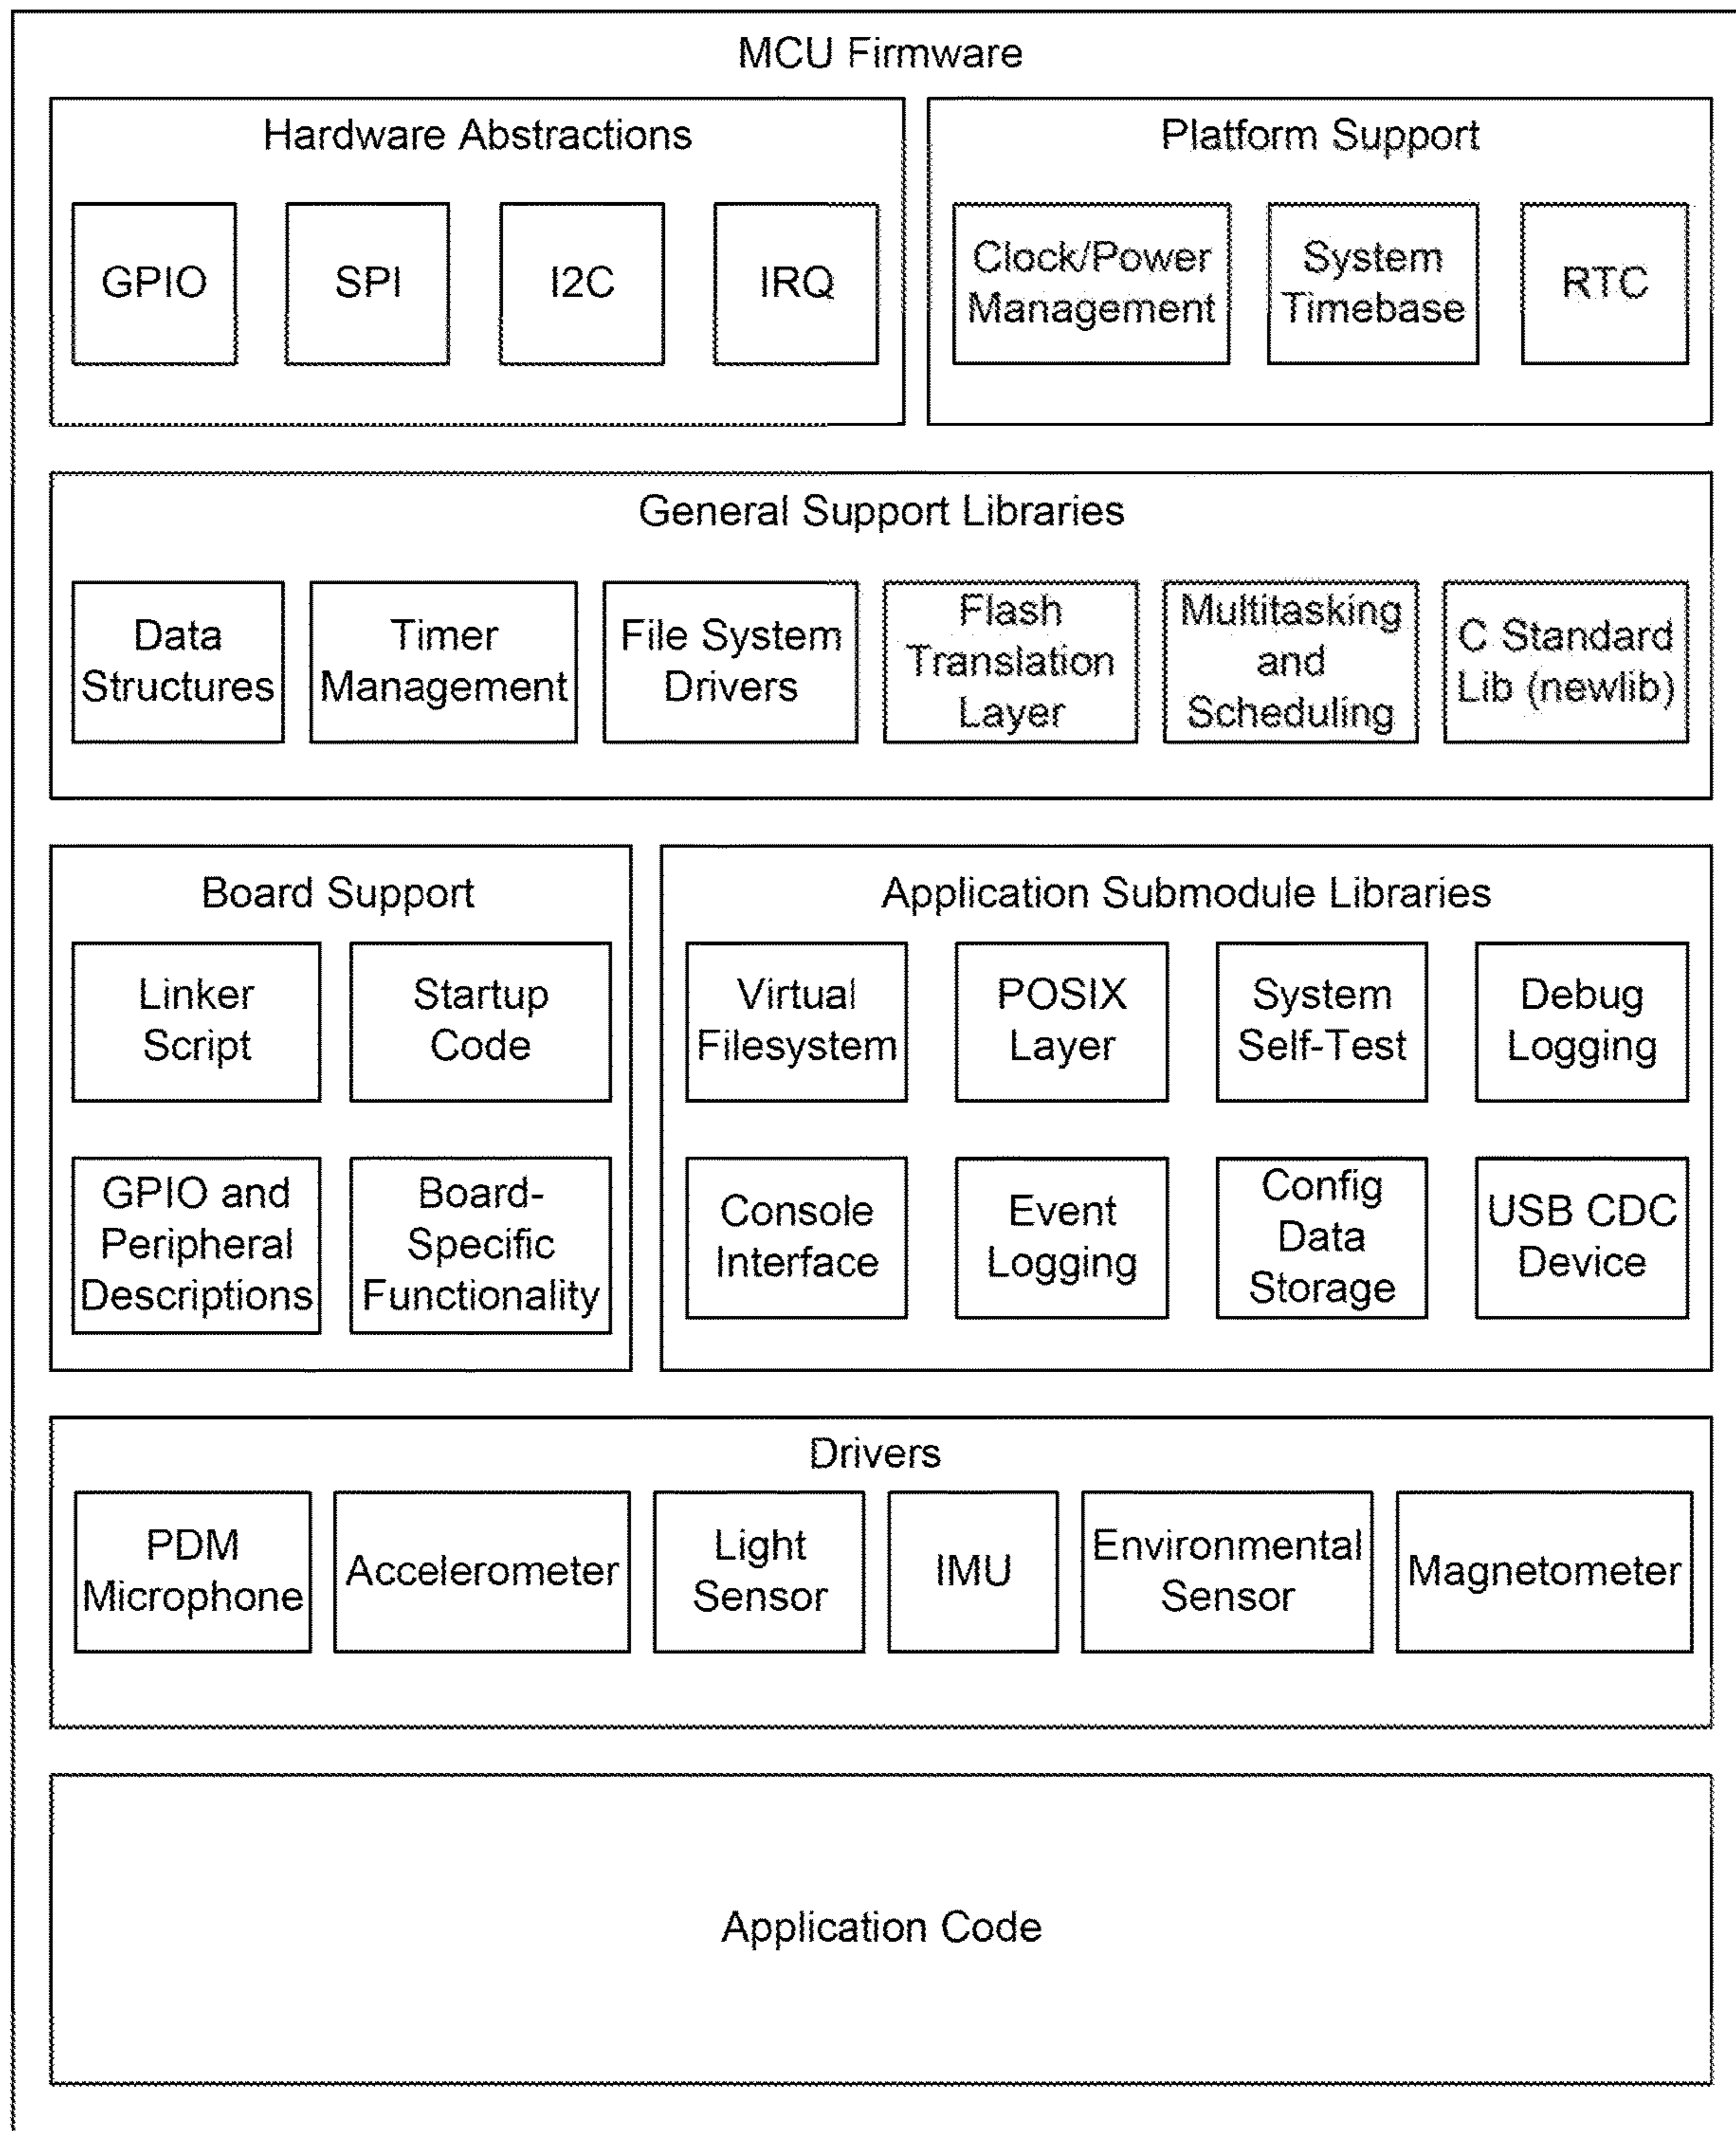 MCU Firmware
Hardware Abstractions
GPIO
SPI
I2C
IRQ
Platform Support
Clock/Power
Management
System
Timebase
RTC
General Support Libraries
Data
Structures
Timer
Management
File System
Drivers
Flash
Translation
Layer
Multitasking
and
Scheduling
C Standard
Lib (newlib)
Board Support
Linker
Script
Startup
Code
GPIO and
Peripheral
Descriptions
Board-
Specific
Functionality
Application Submodule Libraries
Virtual
Filesystem
POSIX
Layer
System
Self-Test
Debug
Logging
Console
Interface
Event
Logging
Config
Data
Storage
USB CDC
Device
Drivers
PDM
Microphone
Accelerometer
Light
Sensor
IMU
Environmental
Sensor
Magnetometer
Application Code